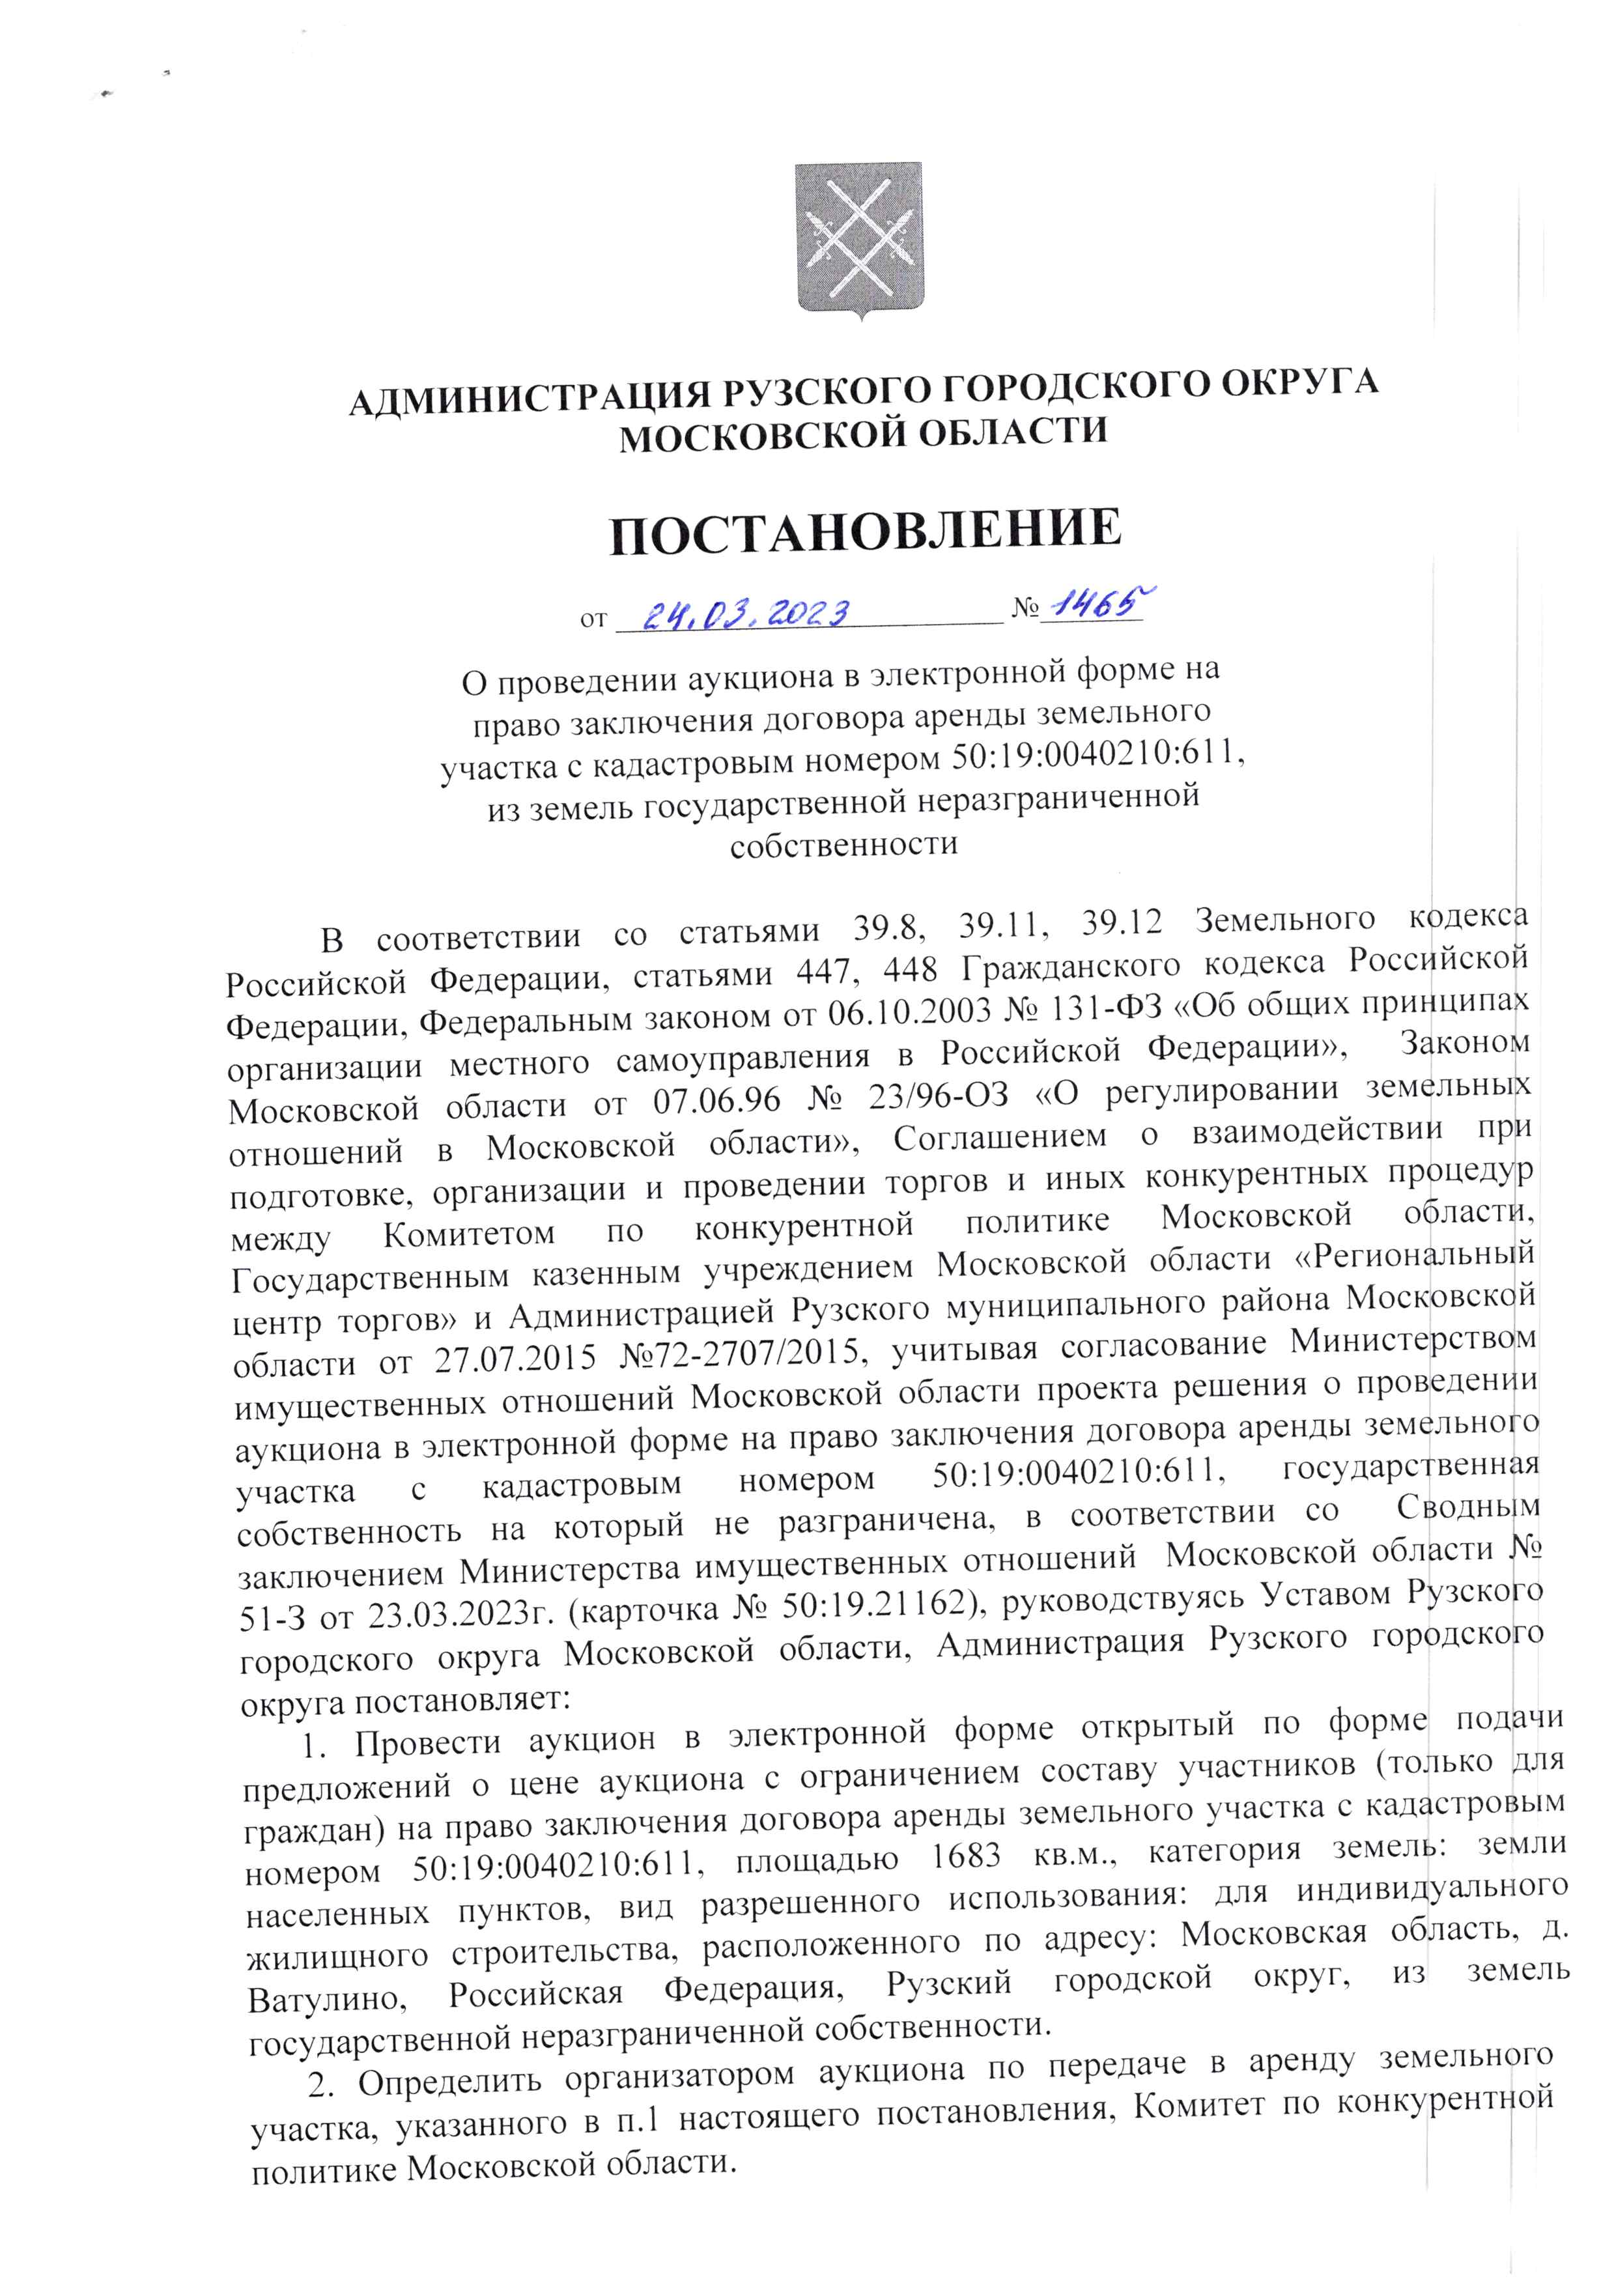 АДМИНИСТРАЦИЯ РУЗСКОГО ГОРОДСКОГО ОКРУГА
МОСКОВСКОЙ ОБЛАСТИ
ПОСТАНОВЛЕНИЕ
от 24.03.2023 № 1465
О проведении аукциона в электронной форме на
право заключения договора аренды земельного
участка с кадастровым номером 50:19:0040210:611,
из земель государственной неразграниченной
собственности
В соответствии со статьями 39.8, 39.11, 39.12 Земельного кодекса
Российской Федерации, статьями 447, 448 Гражданского кодекса Российской
Федерации, Федеральным законом от 06.10.2003 № 131-ФЗ «Об общих принципах
организации местного самоуправления в Российской Федерации», Законом
Московской области от 07.06.96 № 23/96-ОЗ «О регулировании земельных
отношений в Московской области», Соглашением о взаимодействии при
подготовке, организации и проведении торгов и иных конкурентных процедур
между Комитетом по конкурентной политике Московской области,
Государственным казенным учреждением Московской области «Региональный
центр торгов» и Администрацией Рузского муниципального района Московской
области от 27.07.2015 №72-2707/2015, учитывая согласование Министерством
имущественных отношений Московской области проекта решения о проведении
аукциона в электронной форме на право заключения договора аренды земельного
участка с кадастровым номером 50:19:0040210:611, государственная
собственность на который не разграничена, в соответствии со Сводным
заключением Министерства имущественных отношений Московской области №
51-З от 23.03.2023г. (карточка № 50:19.21162), руководствуясь Уставом Рузского
городского округа Московской области, Администрация Рузского городского
округа постановляет:
1. Провести аукцион в электронной форме открытый по форме подачи
предложений о цене аукциона с ограничением составу участников (только для
граждан) на право заключения договора аренды земельного участка с кадастровым
номером 50:19:0040210:611, площадью 1683 кв.м., категория земель: земли
населенных пунктов, вид разрешенного использования: для индивидуального
жилищного строительства, расположенного по адресу: Московская область, д.
Ватулино, Российская Федерация, Рузский городской округ, из земель
государственной неразграниченной собственности.
2. Определить организатором аукциона по передаче в аренду земельного
участка, указанного в п.1 настоящего постановления, Комитет по конкурентной
политике Московской области.